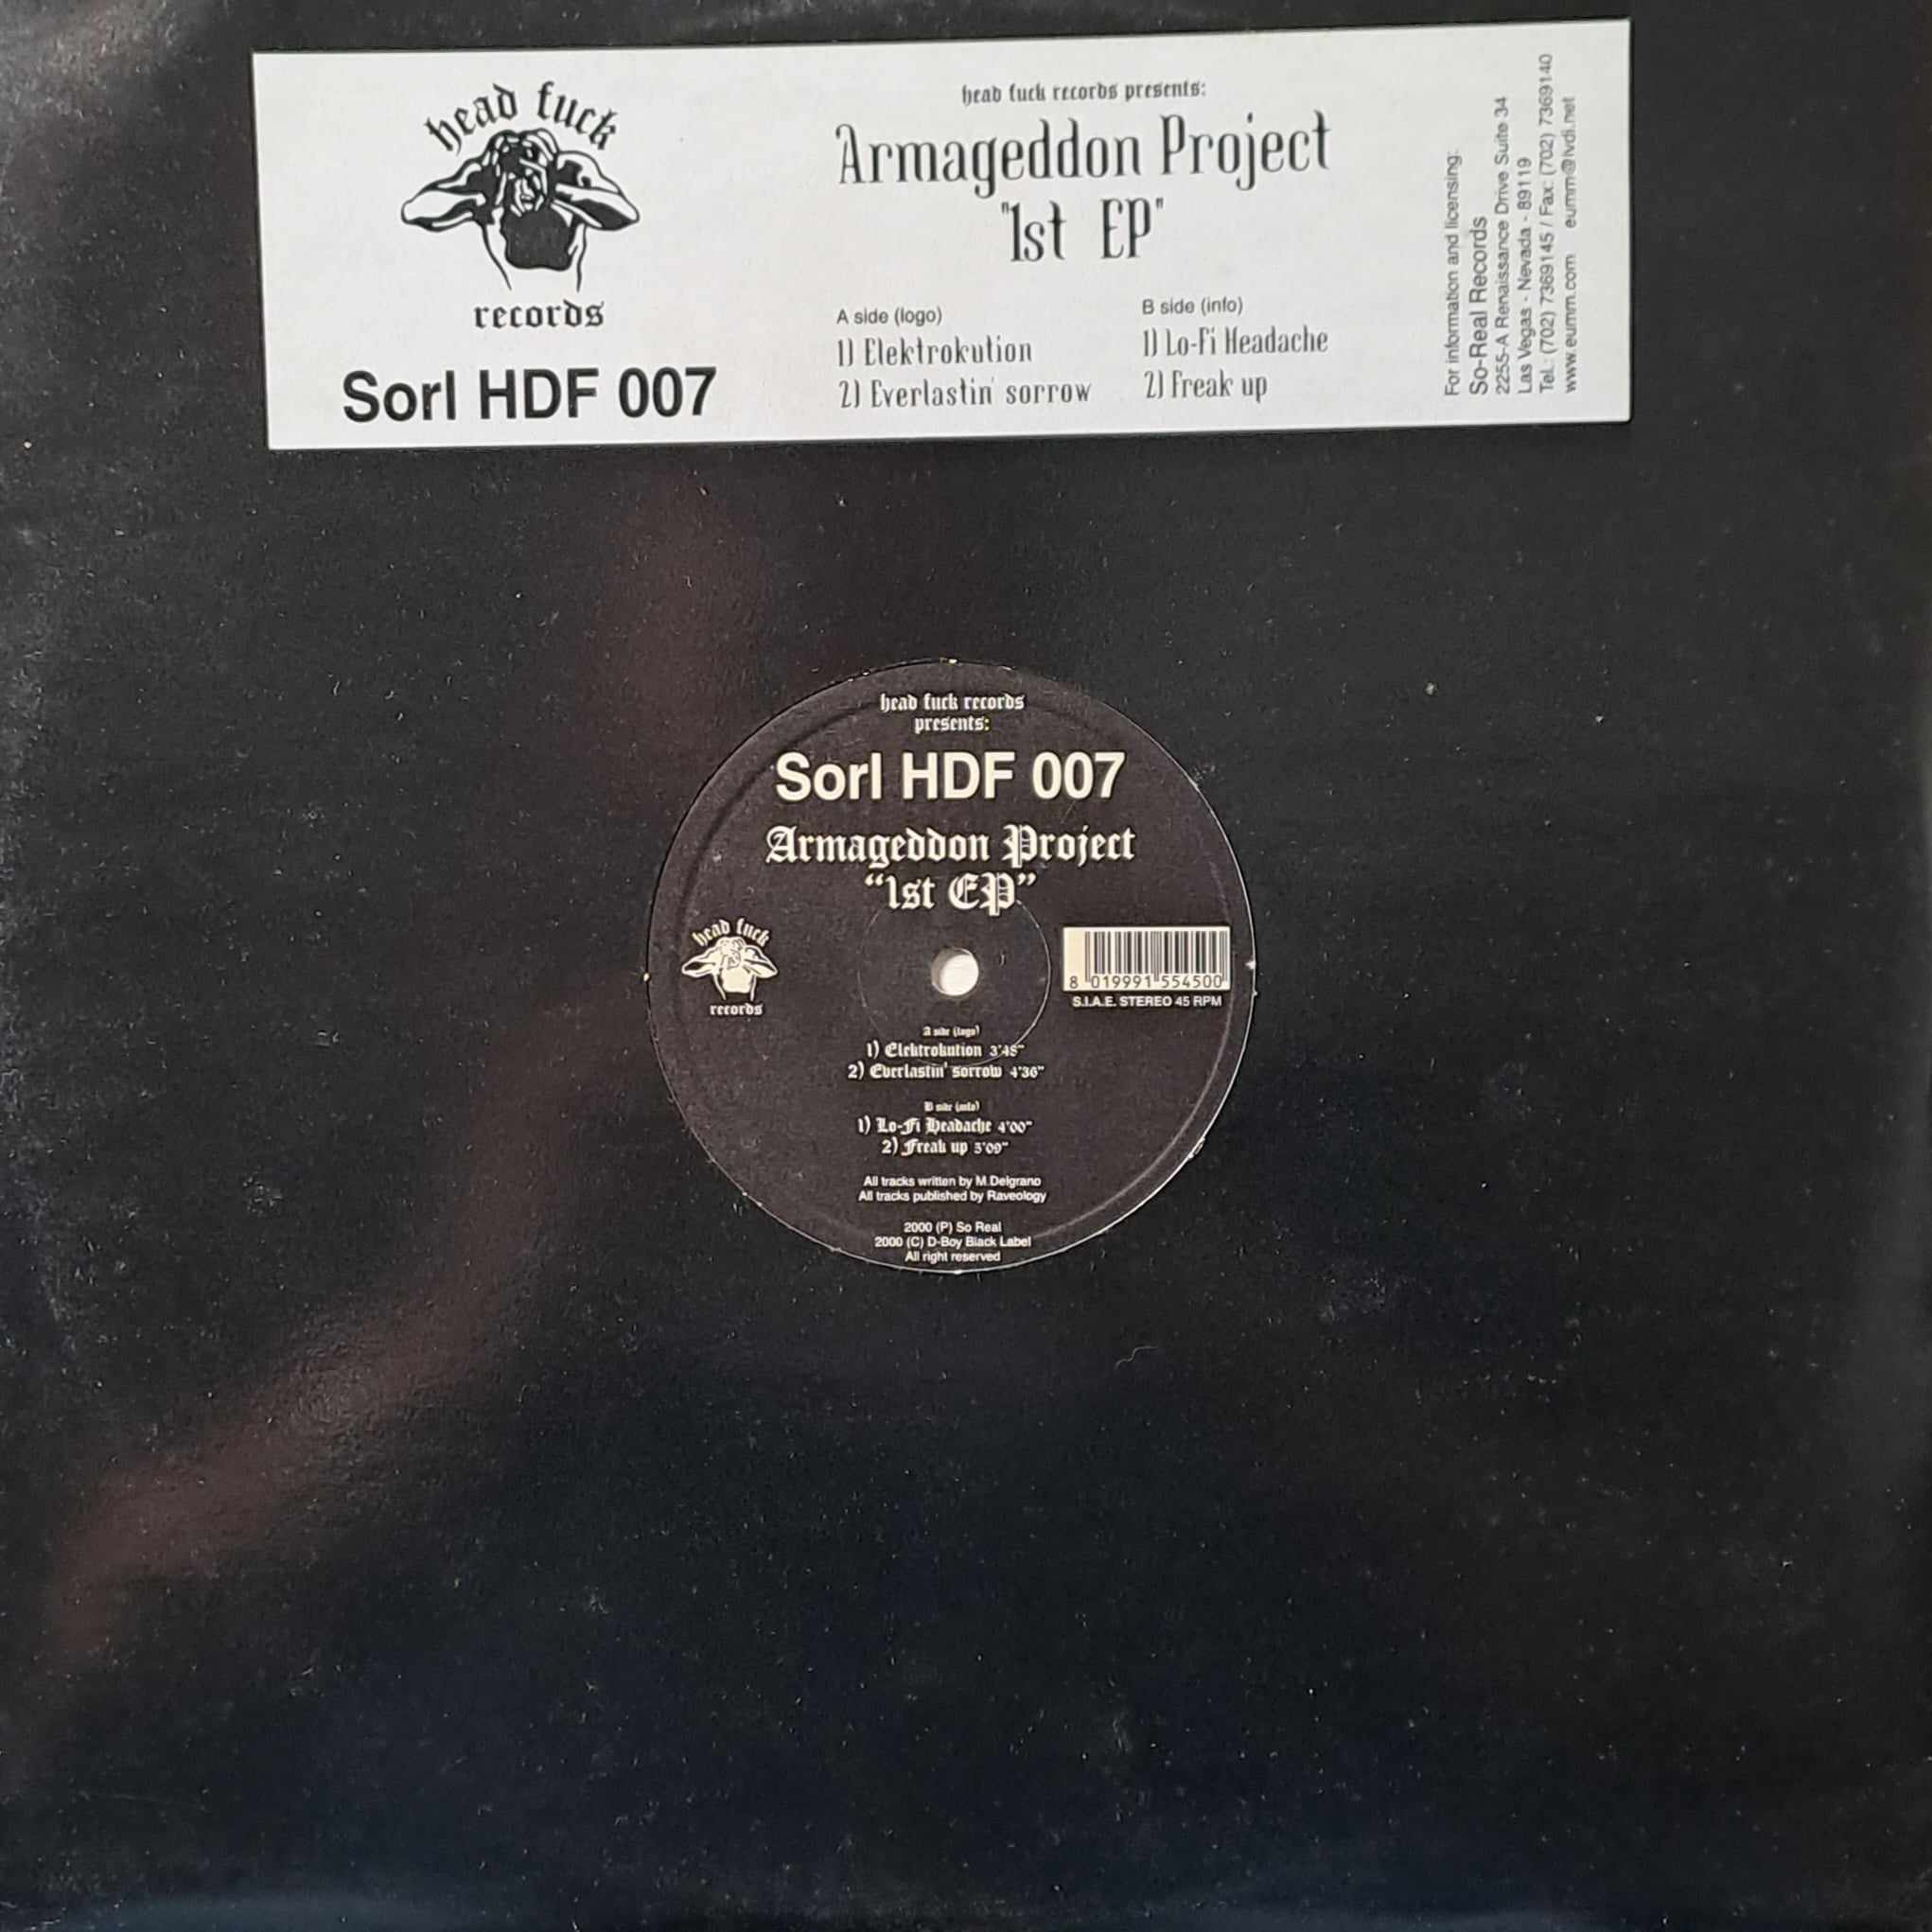 head fuck
records
Sorl HDF 007
head fuck records presents:
Armageddon Project
"1st EP"
A side (logo)
1) Elektrokution
2) Everlastin' sorrow
B side (info)
1) Lo-Fi Headache
2) Freak up
For information and licensing:
So-Real Records
2255-A Renaissance Drive Suite 34
Las Vegas - Nevada - 89119
Tel.: (702) 7369145 / Fax: (702) 7369140
www.eumm.com eumm@lvdi.net
head fuck records
presents:
Sorl HDF 007
Armageddon Project
“1st EP”
head fuck
records
8 019991 554500
S.I.A.E. STEREO 45 RPM
A side (logo)
1) Elektrokution 3'48"
2) Everlastin' sorrow 4'36"
B side (info)
1) Lo-Fi Headache 4'00"
2) Freak up 3'09"
All tracks written by M.Delgrano
All tracks published by Raveology
2000 (P) So Real
2000 (C) D-Boy Black Label
All right reserved